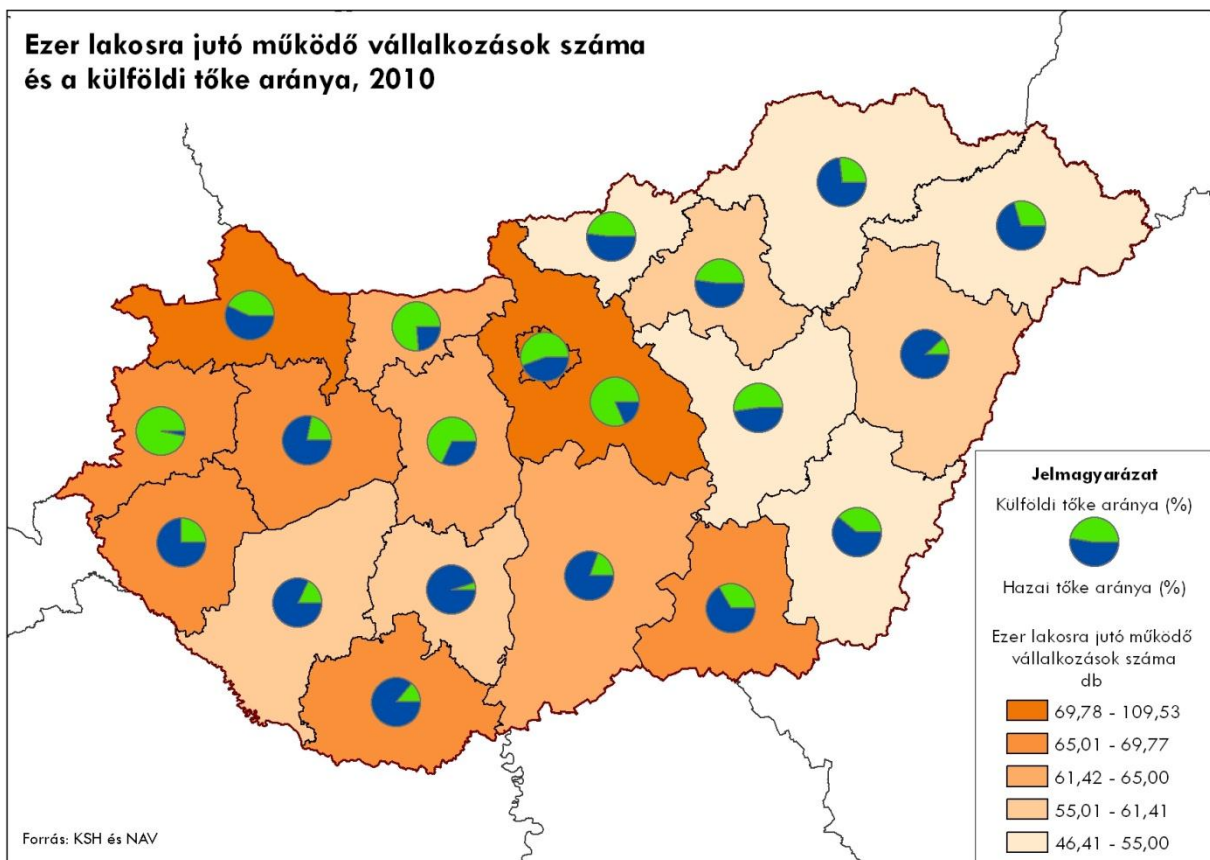 Ezer lakosra jutó működő vállalkozások száma
és a külföldi tőke aránya, 2010
Jelmagyarázat
Külföldi tőke aránya (%)
Hazai tőke aránya (%)
Ezer lakosra jutó működő
vállalkozások száma
db
69,78 - 109,53
65,01 - 69,77
61,42 - 65,00
55,01 - 61,41
46,41 - 55,00
Forrás: KSH és NAV